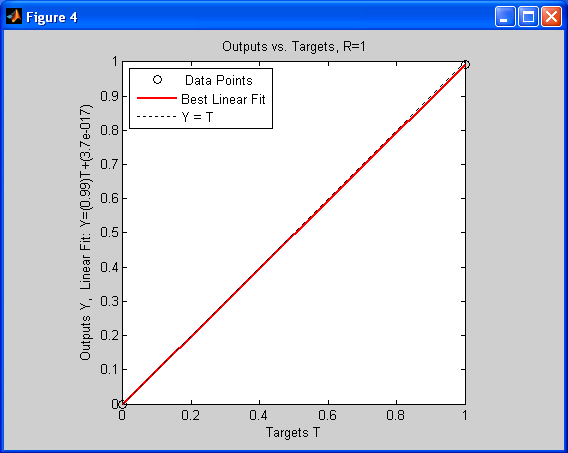 Figure 4
Outputs vs. Targets, R=1
Data Points
Best Linear Fit
Y = T
1
0.9
0.8
0.7
0.6
0.5
0.4
0.3
0.2
0.1
0
Outputs Y,  Linear Fit: Y=(0.99)T+(3.7e-017)
0 0.2 0.4 0.6 0.8 1
Targets T